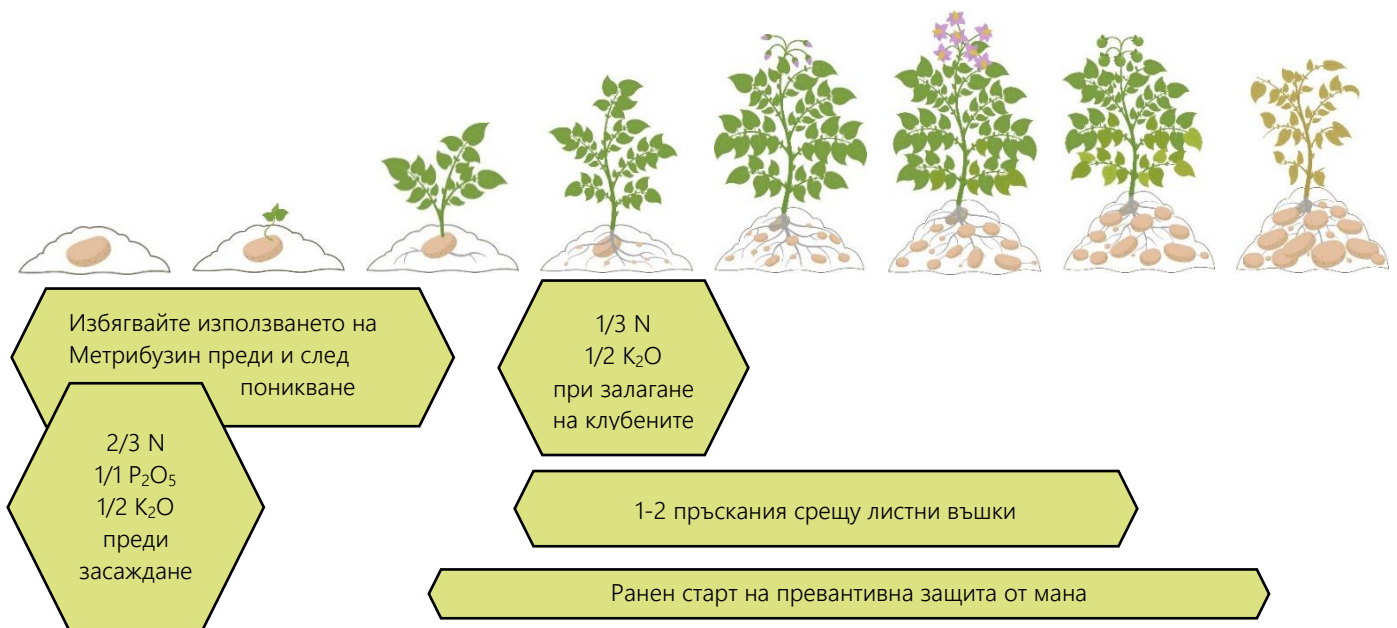 Избягвайте използването на
Метрибузин преди и след
поникване
2/3 N
1/1 P₂O₅
1/2 K₂O
преди
засаждане
1/3 N
1/2 K₂O
при залагане
на клубените
1-2 пръскания срещу листни въшки
Ранен старт на превантивна защита от мана